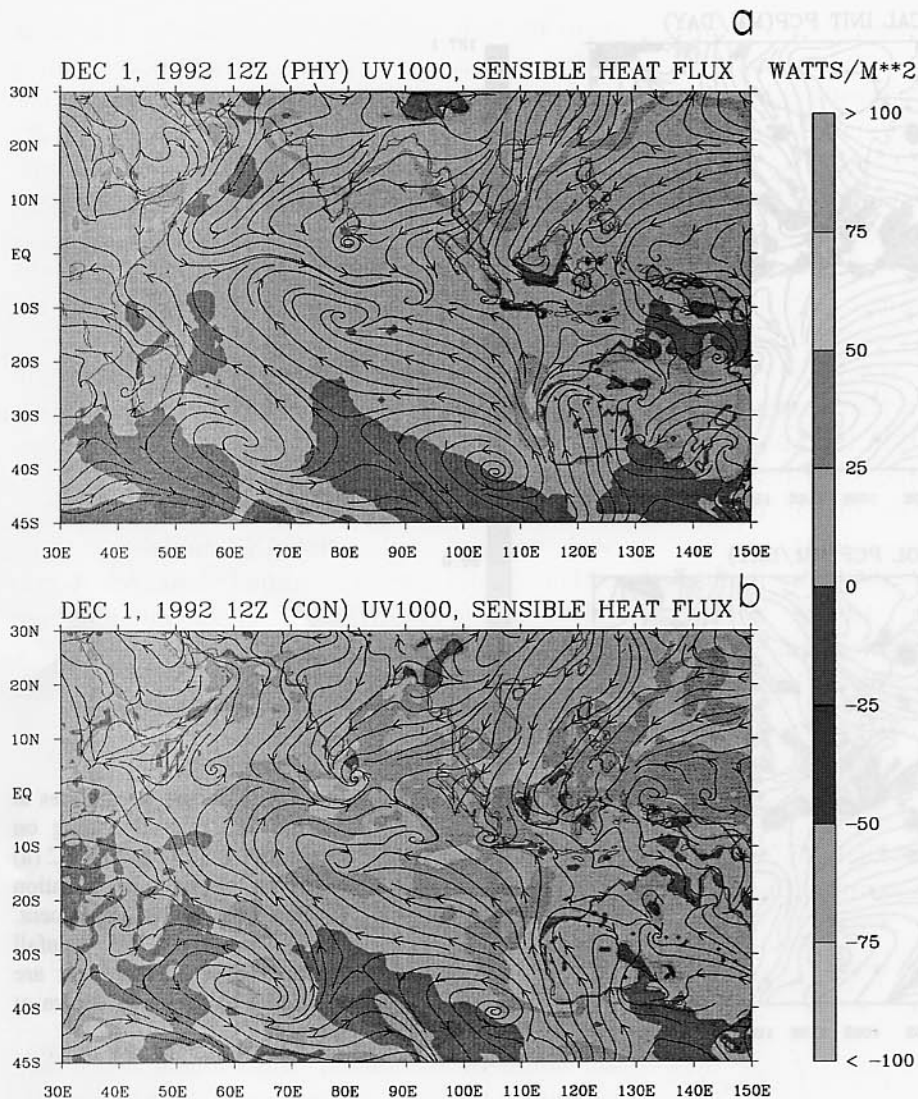 a
DEC 1, 1992 12Z (PHY) UV1000, SENSIBLE HEAT FLUX WATTS/M**2
30N
20N
10N
EQ
10S
20S
30S
40S
45S
30E 40E 50E 60E 70E 80E 90E 100E 110E 120E 130E 140E 150E
> 100
75
50
25
0
-25
-50
-75
< -100
b
DEC 1, 1992 12Z (CON) UV1000, SENSIBLE HEAT FLUX
30N
20N
10N
EQ
10S
20S
30S
40S
45S
30E 40E 50E 60E 70E 80E 90E 100E 110E 120E 130E 140E 150E